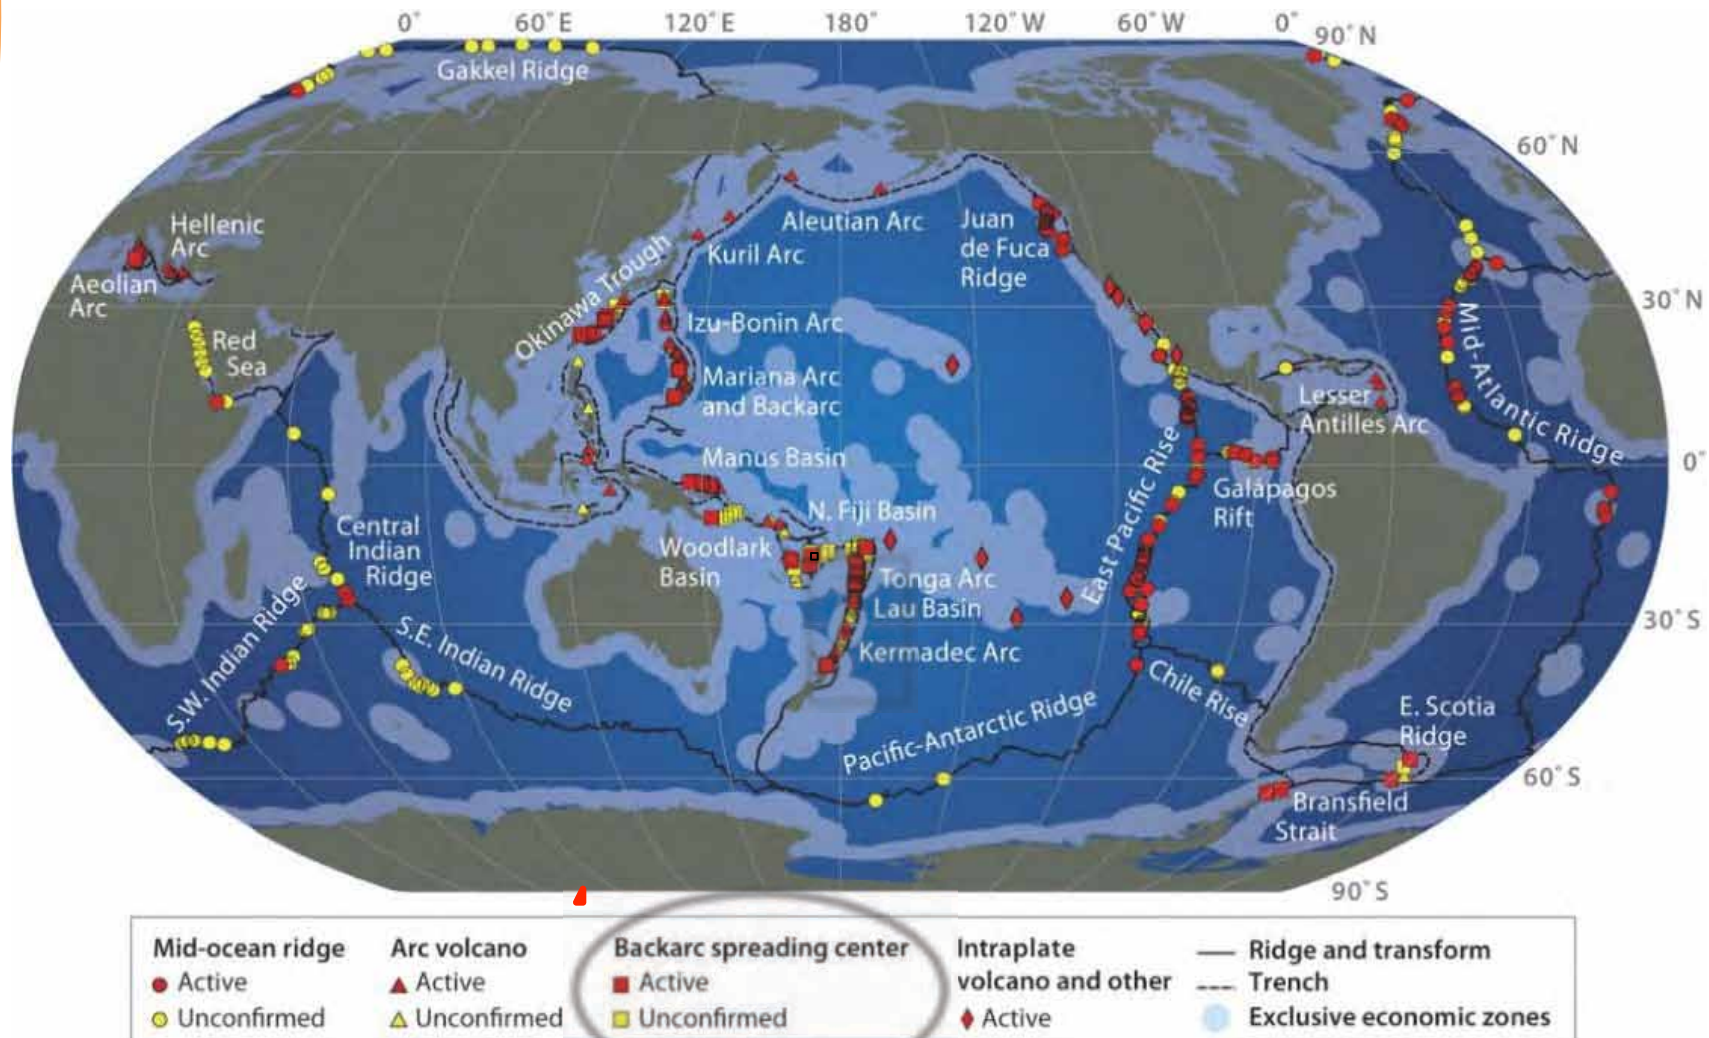 0° 60°E 120°E 180° 120°W 60°W 0°
90°N
Gakkel Ridge
60°N
Hellenic
Arc
Aeolian
Arc
Aleutian Arc
Kuril Arc
Juan
de Fuca
Ridge
Okinawa Trough
30°N
Izu-Bonin Arc
Red
Sea
Mariana Arc
and Backarc
Lesser
Antilles Arc
Mid-Atlantic Ridge
Manus Basin
0°
East Pacific Rise
Galápagos
Rift
N. Fiji Basin
Central
Indian
Ridge
Woodlark
Basin
Tonga Arc
Lau Basin
30°S
S.W. Indian Ridge
S.E. Indian Ridge
Kermadec Arc
Chile Rise
Pacific-Antarctic Ridge
E. Scotia
Ridge
60°S
Bransfield
Strait
90°S
Mid-ocean ridge
Active
Unconfirmed
Arc volcano
Active
Unconfirmed
Backarc spreading center
Active
Unconfirmed
Intraplate
volcano and other
Active
Ridge and transform
Trench
Exclusive economic zones